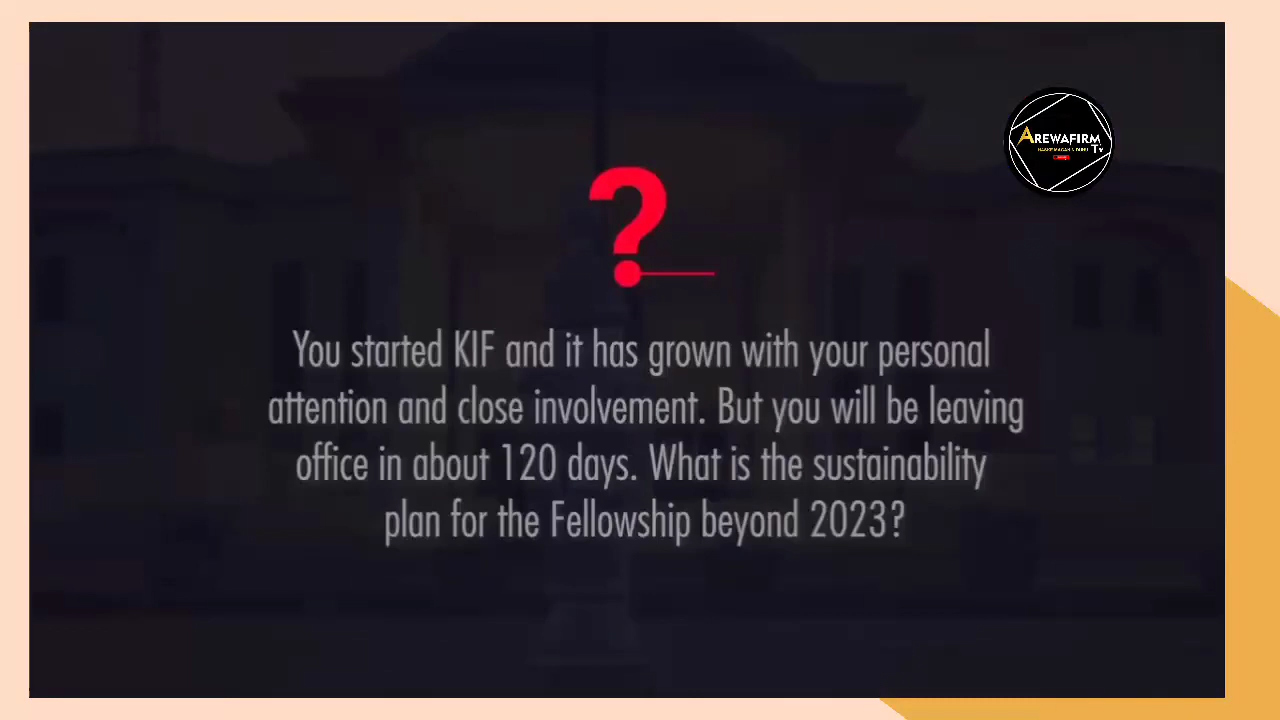 AREWAFIRM
Tv
?
You started KIF and it has grown with your personal
attention and close involvement. But you will be leaving
office in about 120 days. What is the sustainability
plan for the Fellowship beyond 2023?